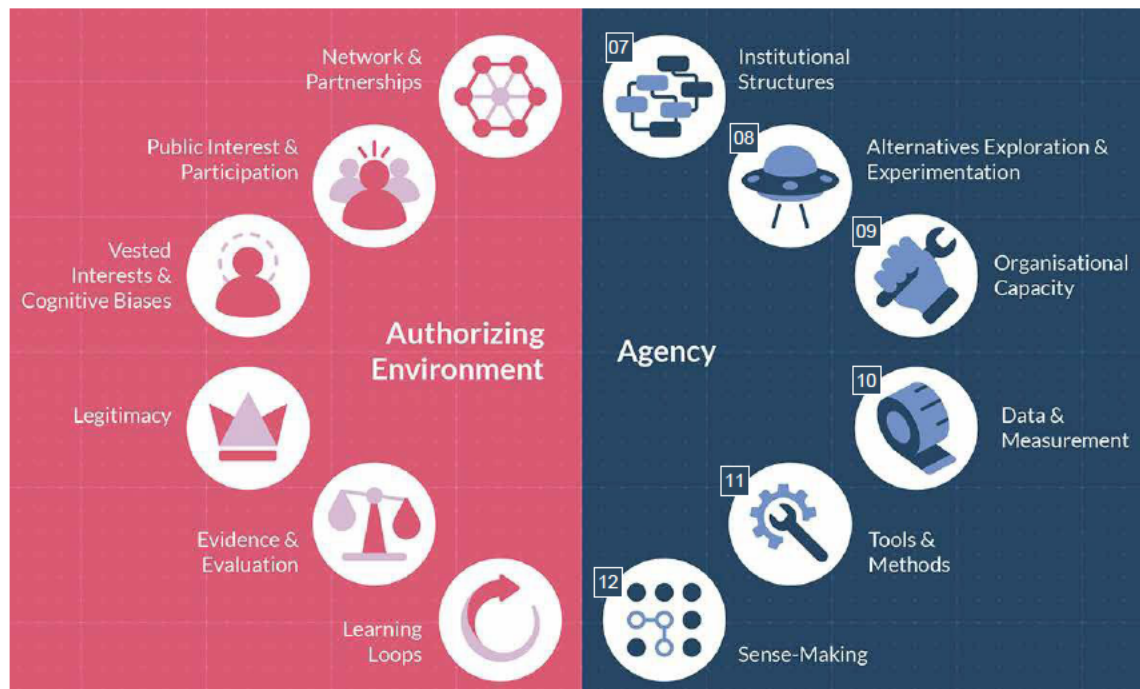 Network &
Partnerships
Public Interest &
Participation
Vested
Interests &
Cognitive Biases
Authorizing
Environment
Legitimacy
Evidence &
Evaluation
Learning
Loops
07
Institutional
Structures
08
Alternatives Exploration &
Experimentation
09
Organisational
Capacity
Agency
10
Data &
Measurement
11
Tools &
Methods
12
Sense-Making